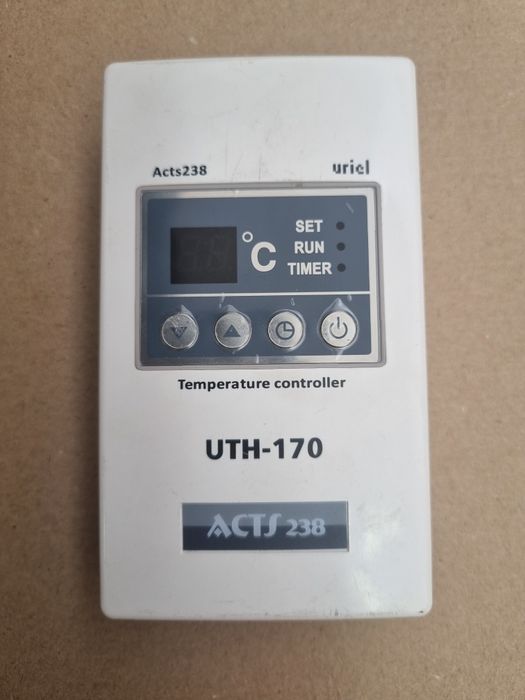 Acts238 uriel
°C
SET
RUN
TIMER
Temperature controller
UTH-170
ACTS 238